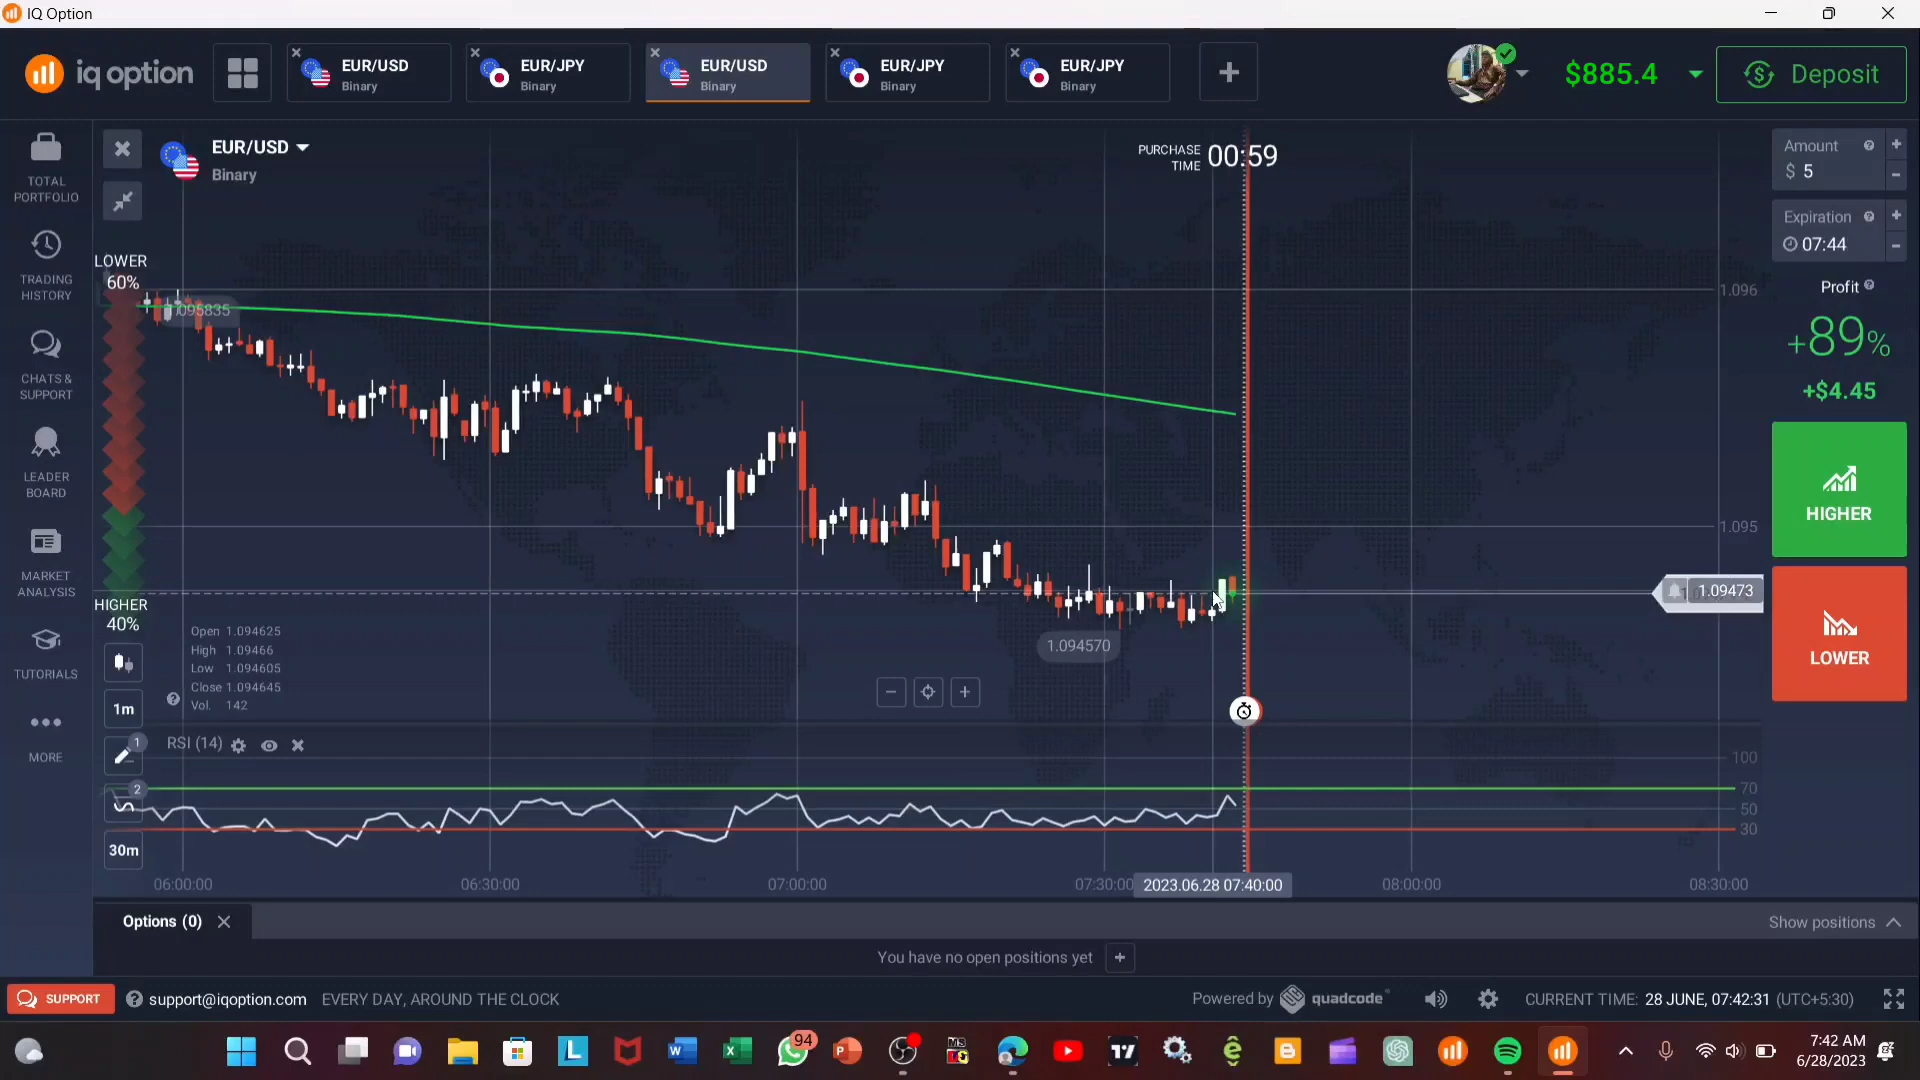 IQ Option
iq option
EUR/USD
Binary
EUR/JPY
Binary
EUR/USD
Binary
EUR/JPY
Binary
EUR/JPY
Binary
$885.4
Deposit
TOTAL
PORTFOLIO
TRADING
HISTORY
CHATS &
SUPPORT
LEADER
BOARD
MARKET
ANALYSIS
TUTORIALS
MORE
EUR/USD
Binary
PURCHASE
TIME
00:59
Amount
$ 5
Expiration
07:44
Profit
+89%
+$4.45
HIGHER
LOWER
LOWER
60%
HIGHER
40%
1.096
1.095
1.09473
1.094570
Open 1.094625
High 1.09466
Low 1.094605
Close 1.094645
Vol. 142
1m
1
2
30m
RSI (14)
100
70
50
30
06:00:00
06:30:00
07:00:00
07:30:00
2023.06.28 07:40:00
08:00:00
08:30:00
Options (0)
Show positions
You have no open positions yet
SUPPORT
support@iqoption.com
EVERY DAY, AROUND THE CLOCK
Powered by quadcode
CURRENT TIME: 28 JUNE, 07:42:31 (UTC+5:30)
94
7:42 AM
6/28/2023